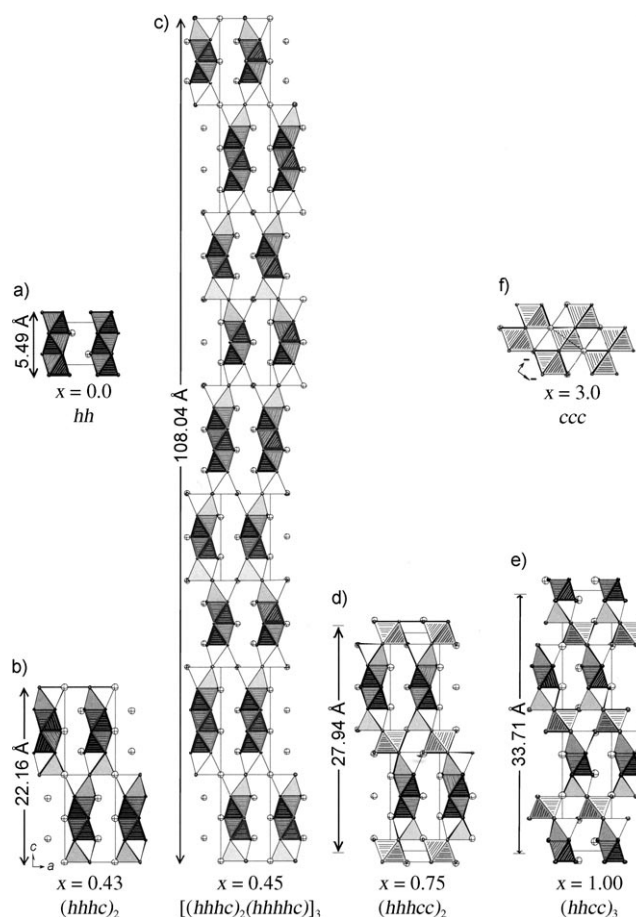 a)
5.49 Å
x = 0.0
hh
b)
22.16 Å
c
a
x = 0.43
(hhhc)₂
c)
108.04 Å
x = 0.45
[(hhhc)₂(hhhhc)]₃
d)
27.94 Å
x = 0.75
(hhhcc)₂
e)
33.71 Å
x = 1.00
(hhcc)₃
f)
x = 3.0
ccc